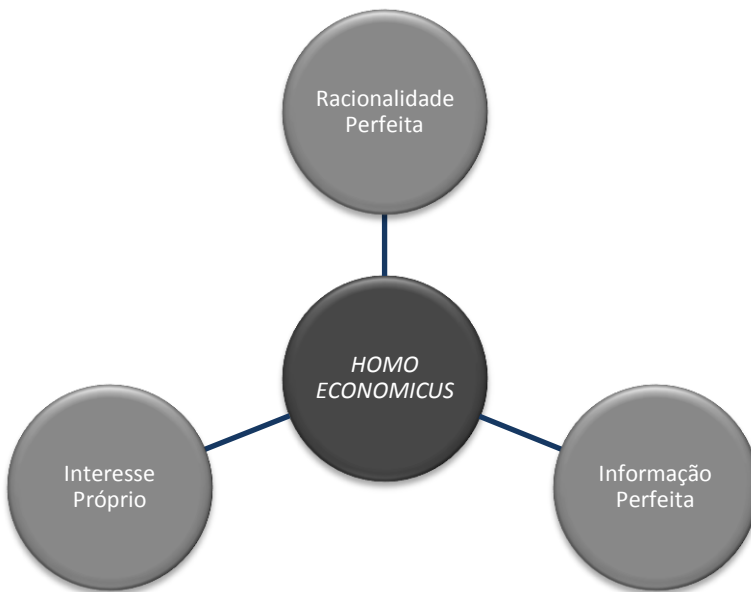 Racionalidade
Perfeita
HOMO
ECONOMICUS
Interesse
Próprio
Informação
Perfeita